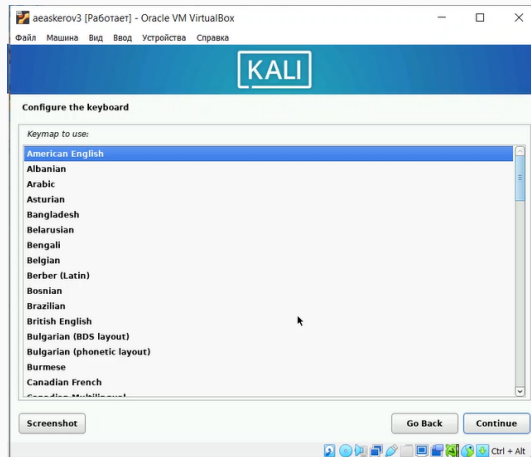 aeaskerov3 [Работает] - Oracle VM VirtualBox
Файл Машина Вид Ввод Устройства Справка
KALI
Configure the keyboard
Keymap to use:
American English
Albanian
Arabic
Asturian
Bangladesh
Belarusian
Bengali
Belgian
Berber (Latin)
Bosnian
Brazilian
British English
Bulgarian (BDS layout)
Bulgarian (phonetic layout)
Burmese
Canadian French
Canadian Multilingual
Screenshot Go Back Continue
Ctrl + Alt